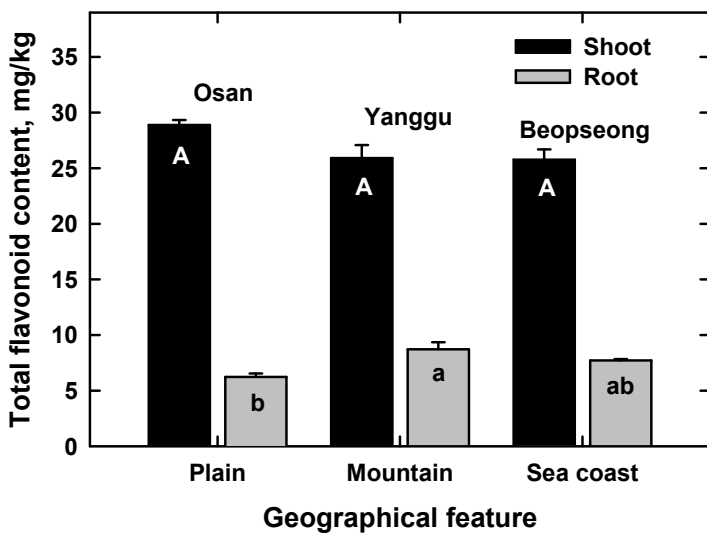 Total flavonoid content, mg/kg
35
30
25
20
15
10
5
0
Shoot
Root
Osan
Yanggu
Beopseong
A
A
A
b
a
ab
Plain
Mountain
Sea coast
Geographical feature